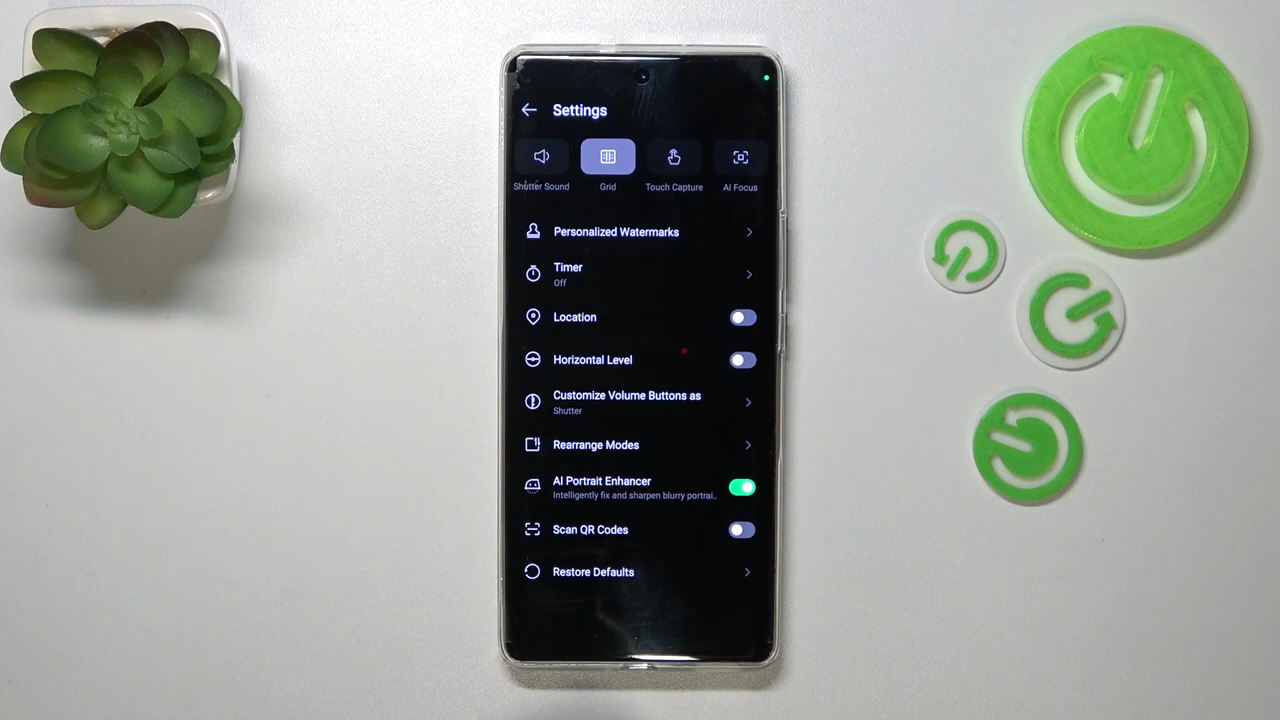 Settings
Shutter Sound
Grid
Touch Capture
AI Focus
Personalized Watermarks
Timer
Off
Location
Horizontal Level
Customize Volume Buttons as
Shutter
Rearrange Modes
AI Portrait Enhancer
Intelligently fix and sharpen blurry portrai..
Scan QR Codes
Restore Defaults